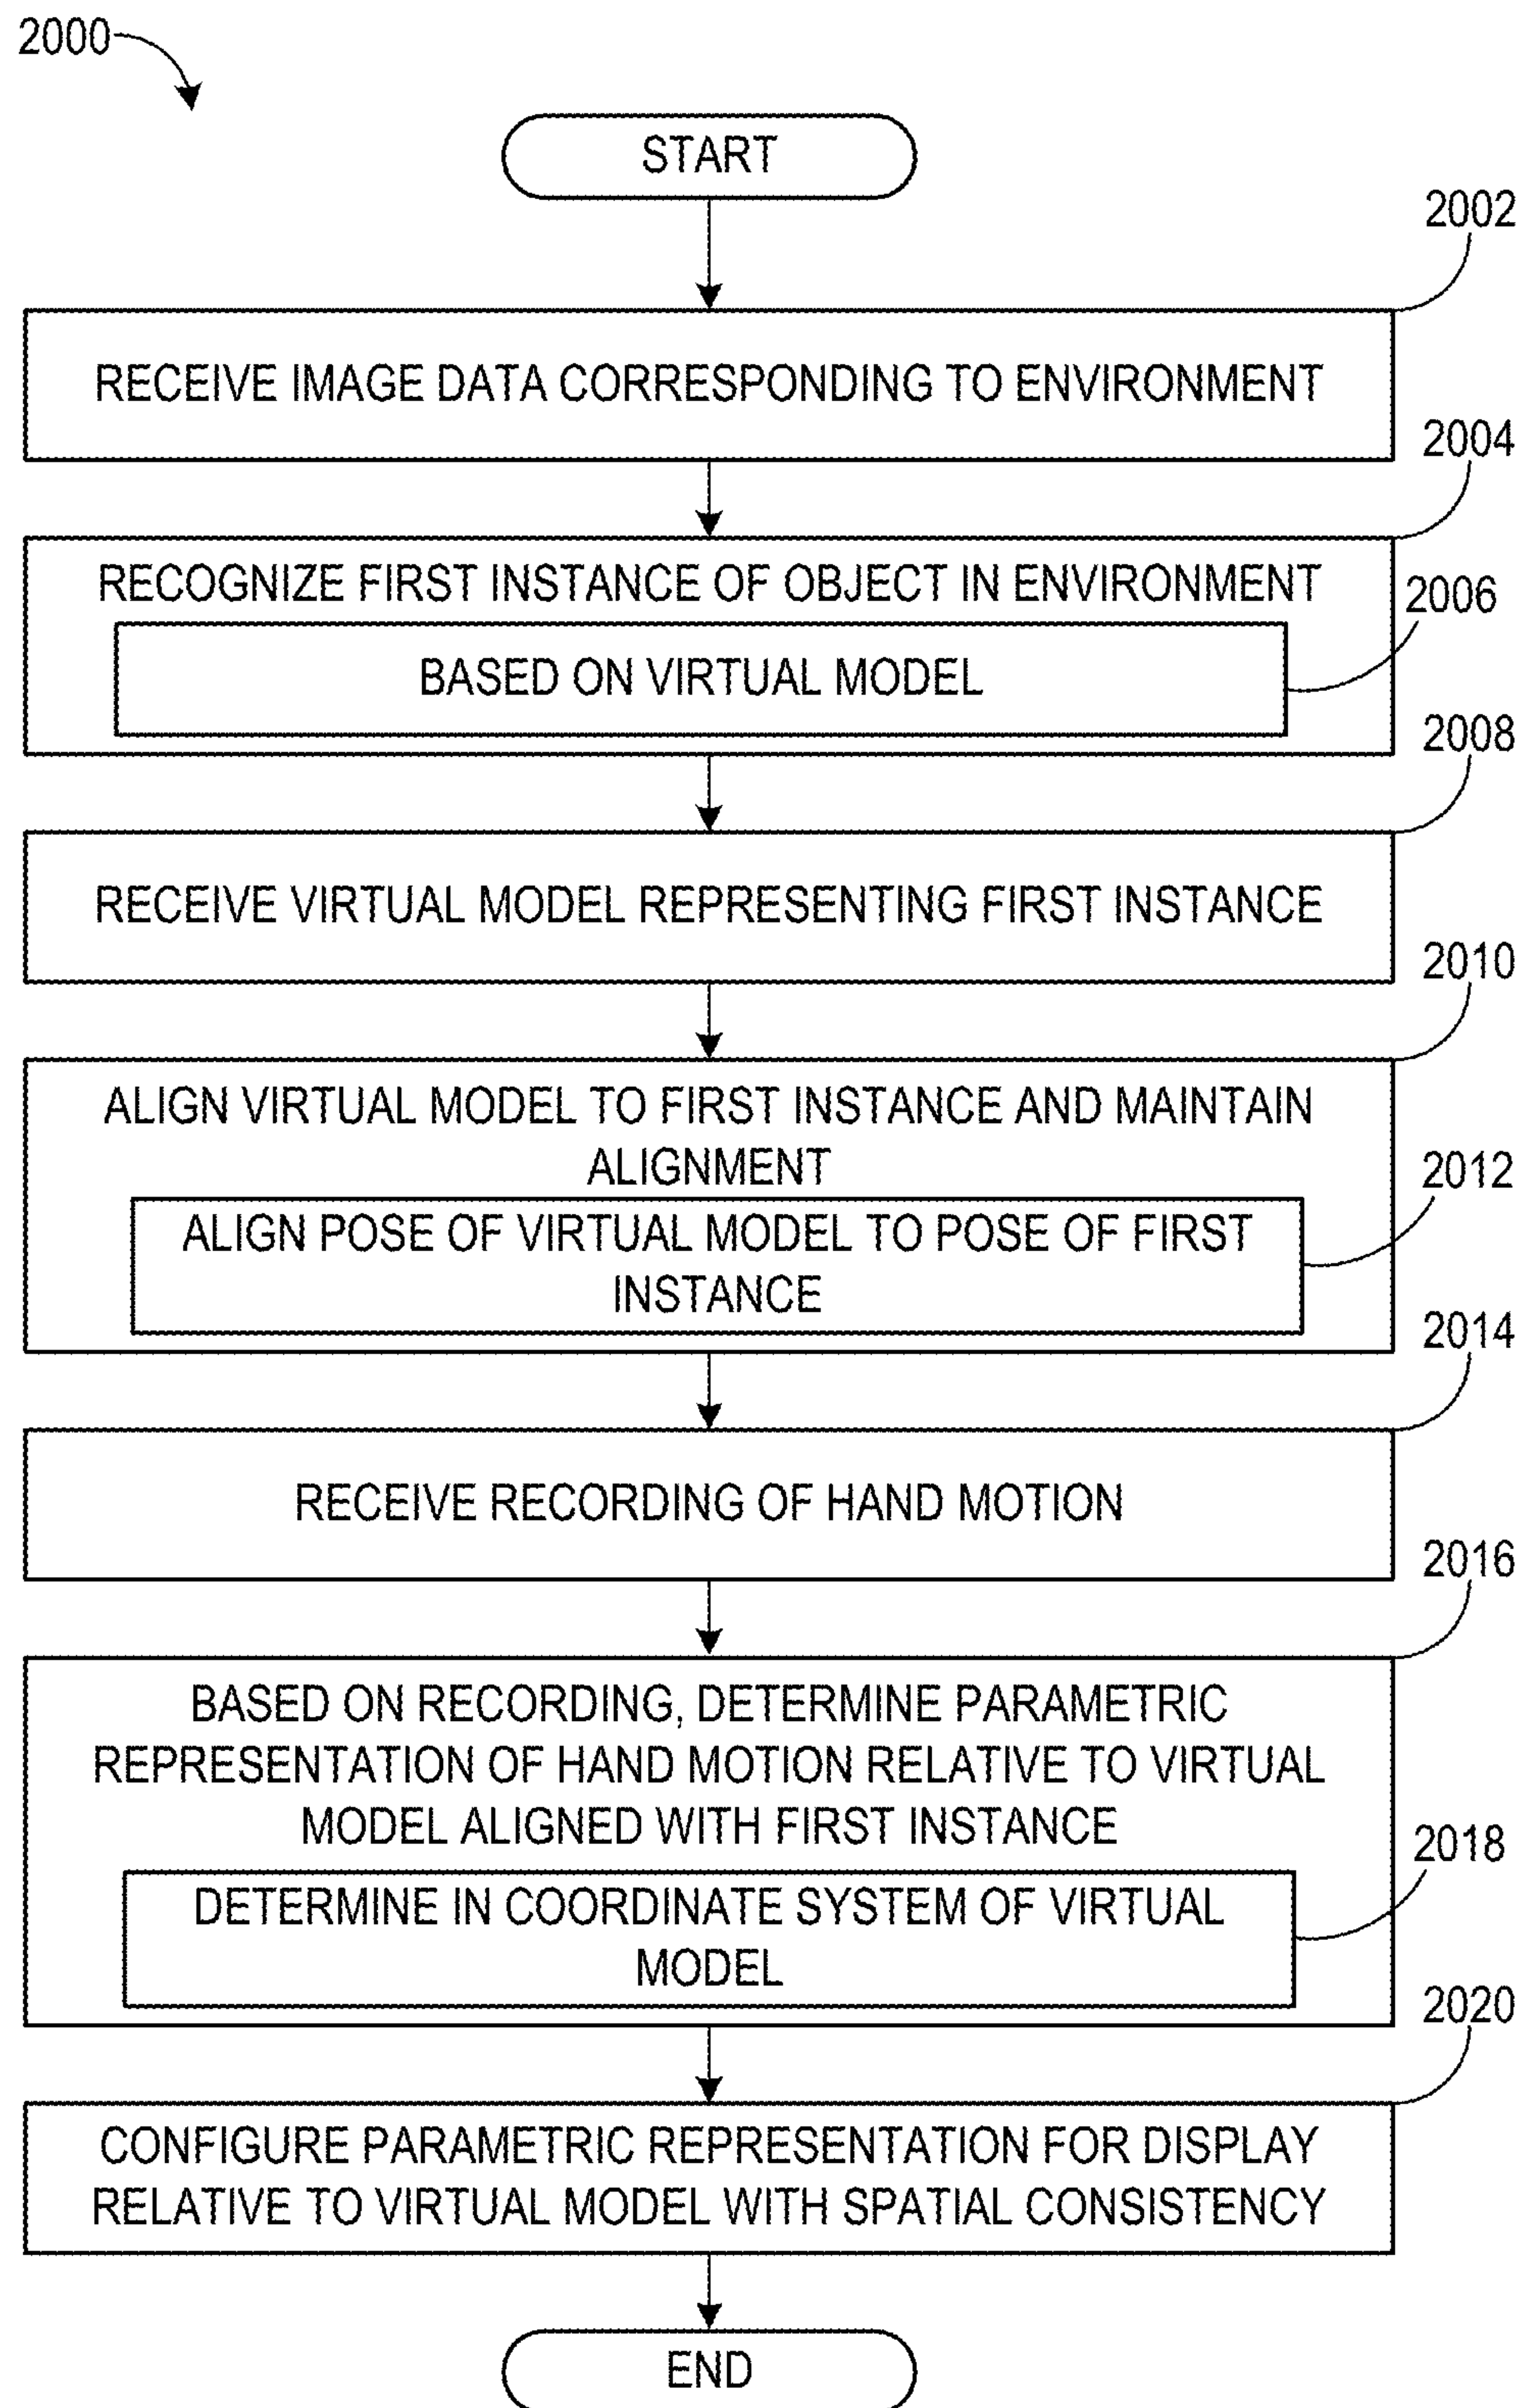 2000
START
2002
RECEIVE IMAGE DATA CORRESPONDING TO ENVIRONMENT
2004
RECOGNIZE FIRST INSTANCE OF OBJECT IN ENVIRONMENT
2006
BASED ON VIRTUAL MODEL
2008
RECEIVE VIRTUAL MODEL REPRESENTING FIRST INSTANCE
2010
ALIGN VIRTUAL MODEL TO FIRST INSTANCE AND MAINTAIN
ALIGNMENT
2012
ALIGN POSE OF VIRTUAL MODEL TO POSE OF FIRST
INSTANCE
2014
RECEIVE RECORDING OF HAND MOTION
2016
BASED ON RECORDING, DETERMINE PARAMETRIC
REPRESENTATION OF HAND MOTION RELATIVE TO VIRTUAL
MODEL ALIGNED WITH FIRST INSTANCE
2018
DETERMINE IN COORDINATE SYSTEM OF VIRTUAL
MODEL
2020
CONFIGURE PARAMETRIC REPRESENTATION FOR DISPLAY
RELATIVE TO VIRTUAL MODEL WITH SPATIAL CONSISTENCY
END